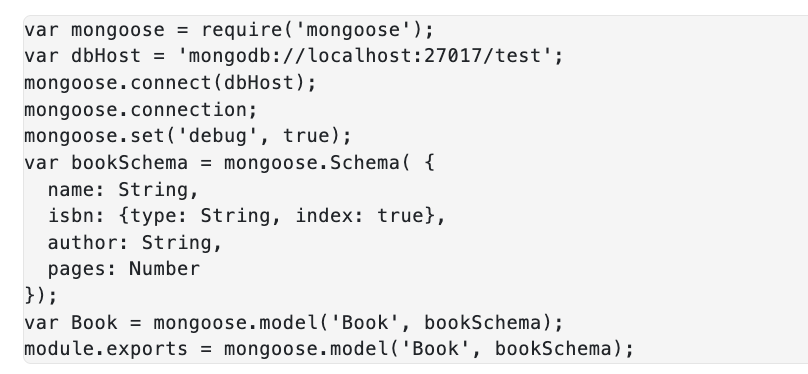 var mongoose = require('mongoose');
var dbHost = 'mongodb://localhost:27017/test';
mongoose.connect(dbHost);
mongoose.connection;
mongoose.set('debug', true);
var bookSchema = mongoose.Schema( {
  name: String,
  isbn: {type: String, index: true},
  author: String,
  pages: Number
});
var Book = mongoose.model('Book', bookSchema);
module.exports = mongoose.model('Book', bookSchema);